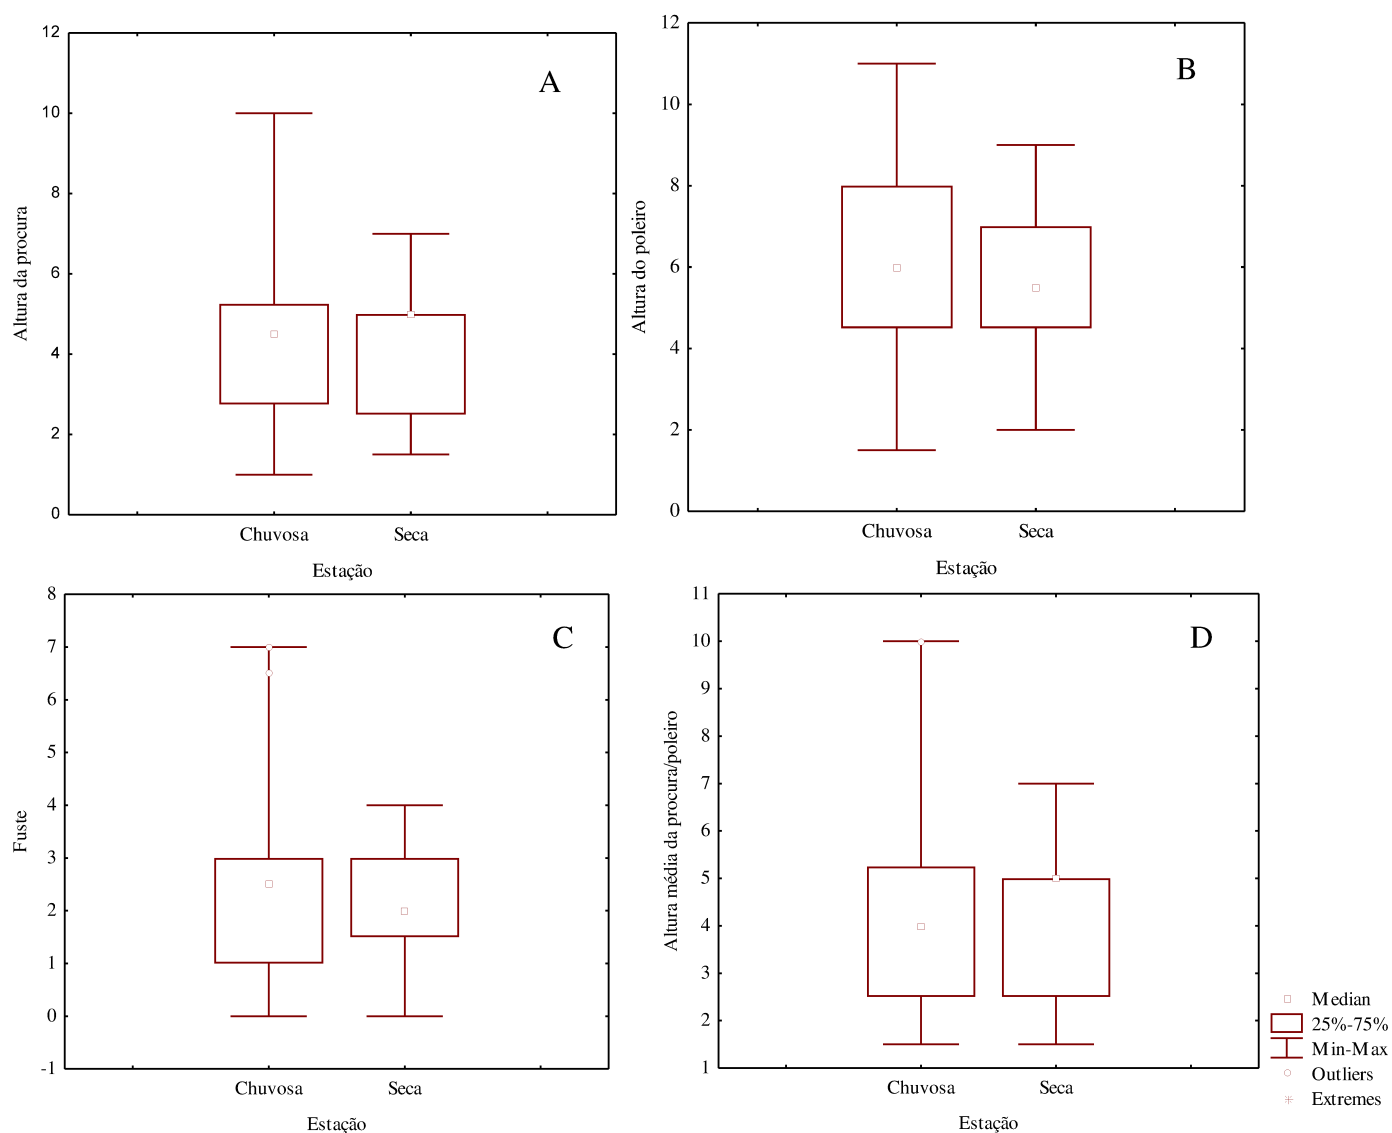 12
10
8
6
4
2
0
Altura da procura
A
Chuvosa
Seca
Estação
12
10
8
6
4
2
0
Altura do poleiro
B
Chuvosa
Seca
Estação
8
7
6
5
4
3
2
1
0
-1
Fuste
C
Chuvosa
Seca
Estação
11
10
9
8
7
6
5
4
3
2
1
Altura média da procura/poleiro
D
Chuvosa
Seca
Estação
Median
25%-75%
Min-Max
Outliers
Extremes